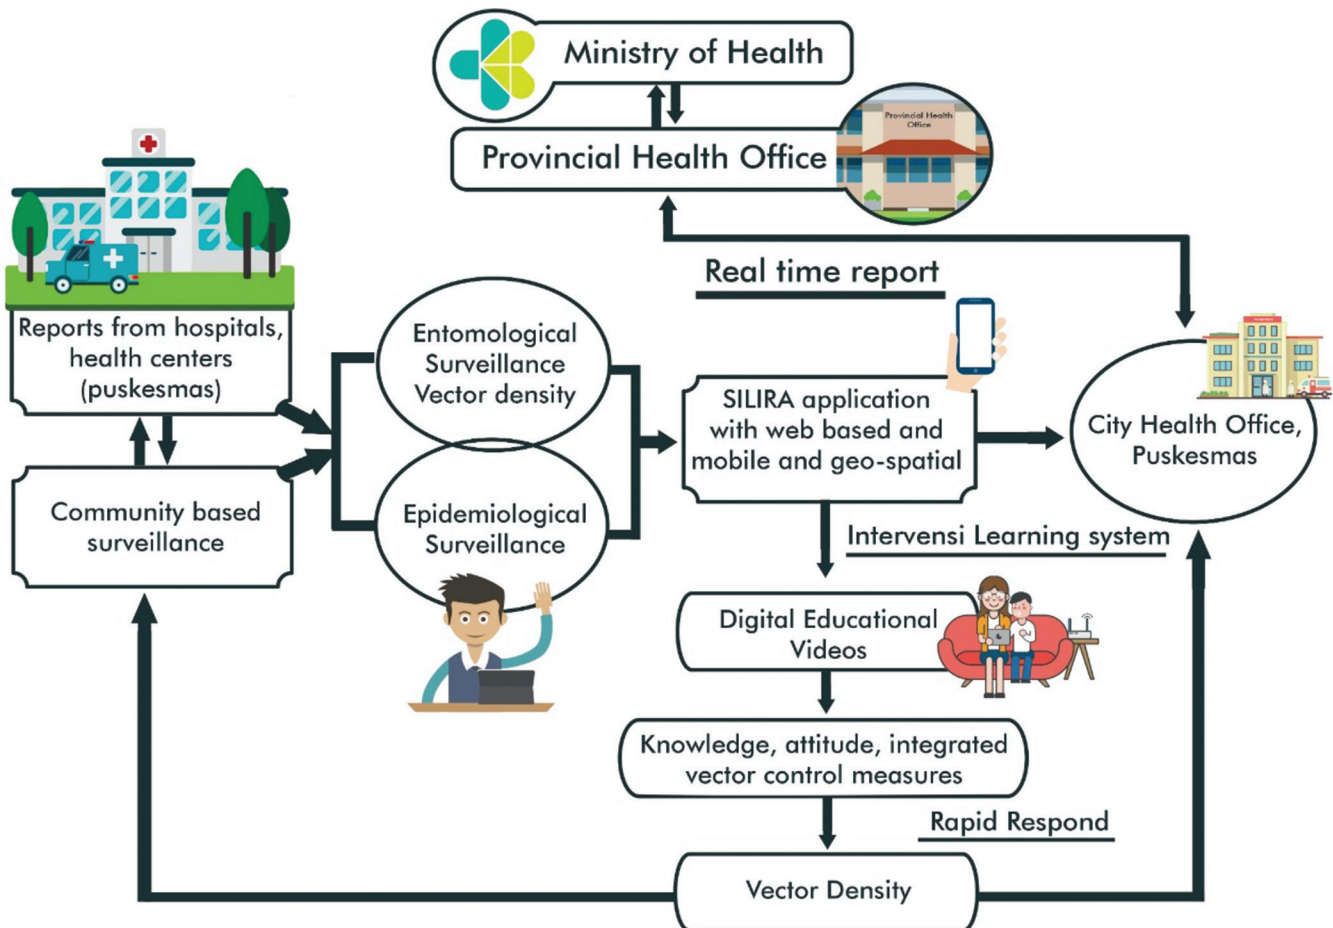 Ministry of Health
Provincial Health Office
Provincial Health
Office
Real time report
Reports from hospitals,
health centers
(puskesmas)
Community based
surveillance
Entomological
Surveillance
Vector density
Epidemiological
Surveillance
SILIRA application
with web based and
mobile and geo-spatial
City Health Office,
Puskesmas
Intervensi Learning system
Digital Educational
Videos
Knowledge, attitude, integrated
vector control measures
Rapid Respond
Vector Density